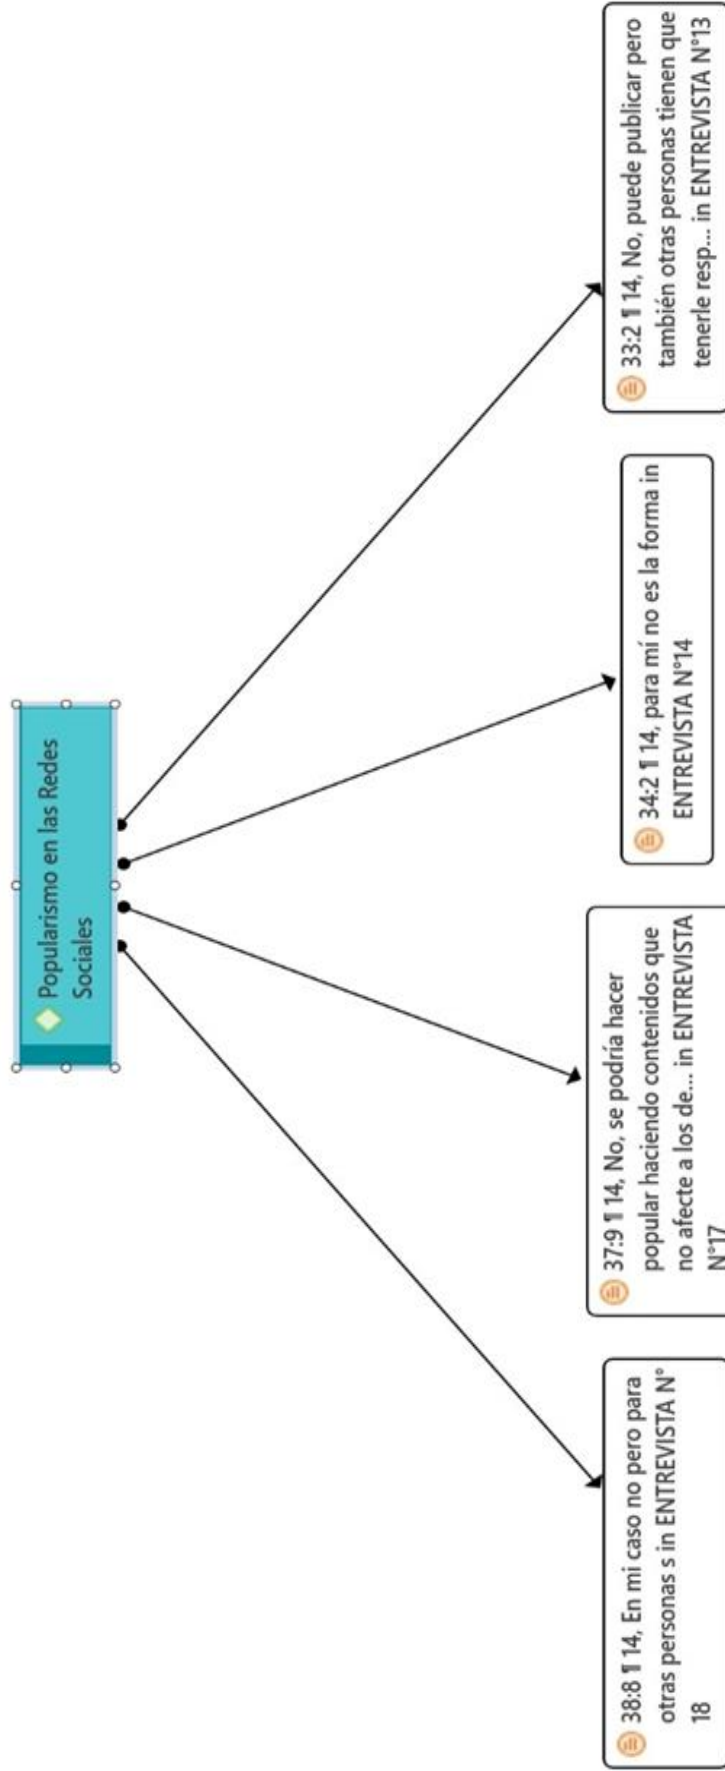 Popularismo en las Redes
Sociales
38:8 ¶ 14, En mi caso no pero para
otras personas s in ENTREVISTA N°
18
37:9 ¶ 14, No, se podría hacer
popular haciendo contenidos que
no afecte a los de... in ENTREVISTA
N°17
34:2 ¶ 14, para mí no es la forma in
ENTREVISTA N°14
33:2 ¶ 14, No, puede publicar pero
también otras personas tienen que
tenerle resp... in ENTREVISTA N°13